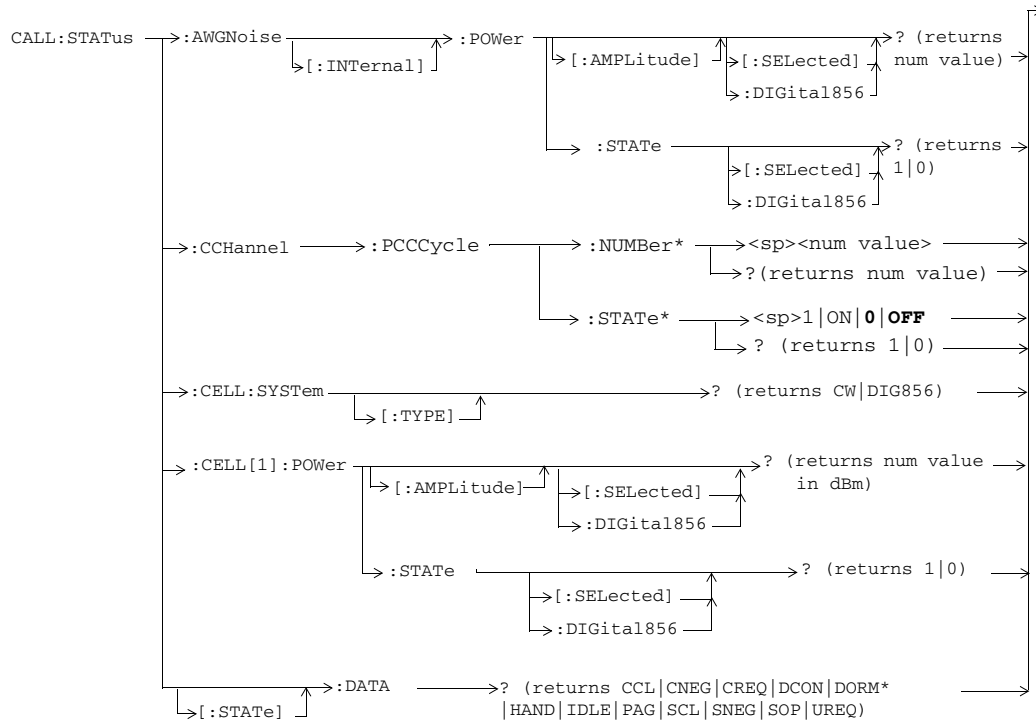 CALL:STATus :AWGNoise :POWer ? (returns
[:INTernal] [:AMPLitude] [:SELected] num value)
:DIGital856
:STATe ? (returns
[:SELected] 1|0)
:DIGital856
:CCHannel :PCCCycle :NUMBer* <sp><num value>
?(returns num value)
:STATe* <sp>1|ON|0|OFF
? (returns 1|0)
:CELL:SYSTem ? (returns CW|DIG856)
[:TYPE]
:CELL[1]:POWer ? (returns num value
[:AMPLitude] [:SELected] in dBm)
:DIGital856
:STATe ? (returns 1|0)
[:SELected]
:DIGital856
:DATA ? (returns CCL|CNEG|CREQ|DCON|DORM*
[:STATe] |HAND|IDLE|PAG|SCL|SNEG|SOP|UREQ)